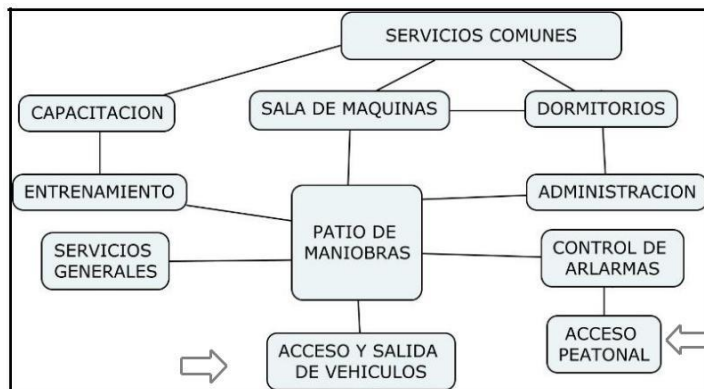 SERVICIOS COMUNES
CAPACITACION
SALA DE MAQUINAS
DORMITORIOS
ENTRENAMIENTO
PATIO DE
MANIOBRAS
ADMINISTRACION
SERVICIOS
GENERALES
CONTROL DE
ARLARMAS
ACCESO Y SALIDA
DE VEHICULOS
ACCESO
PEATONAL